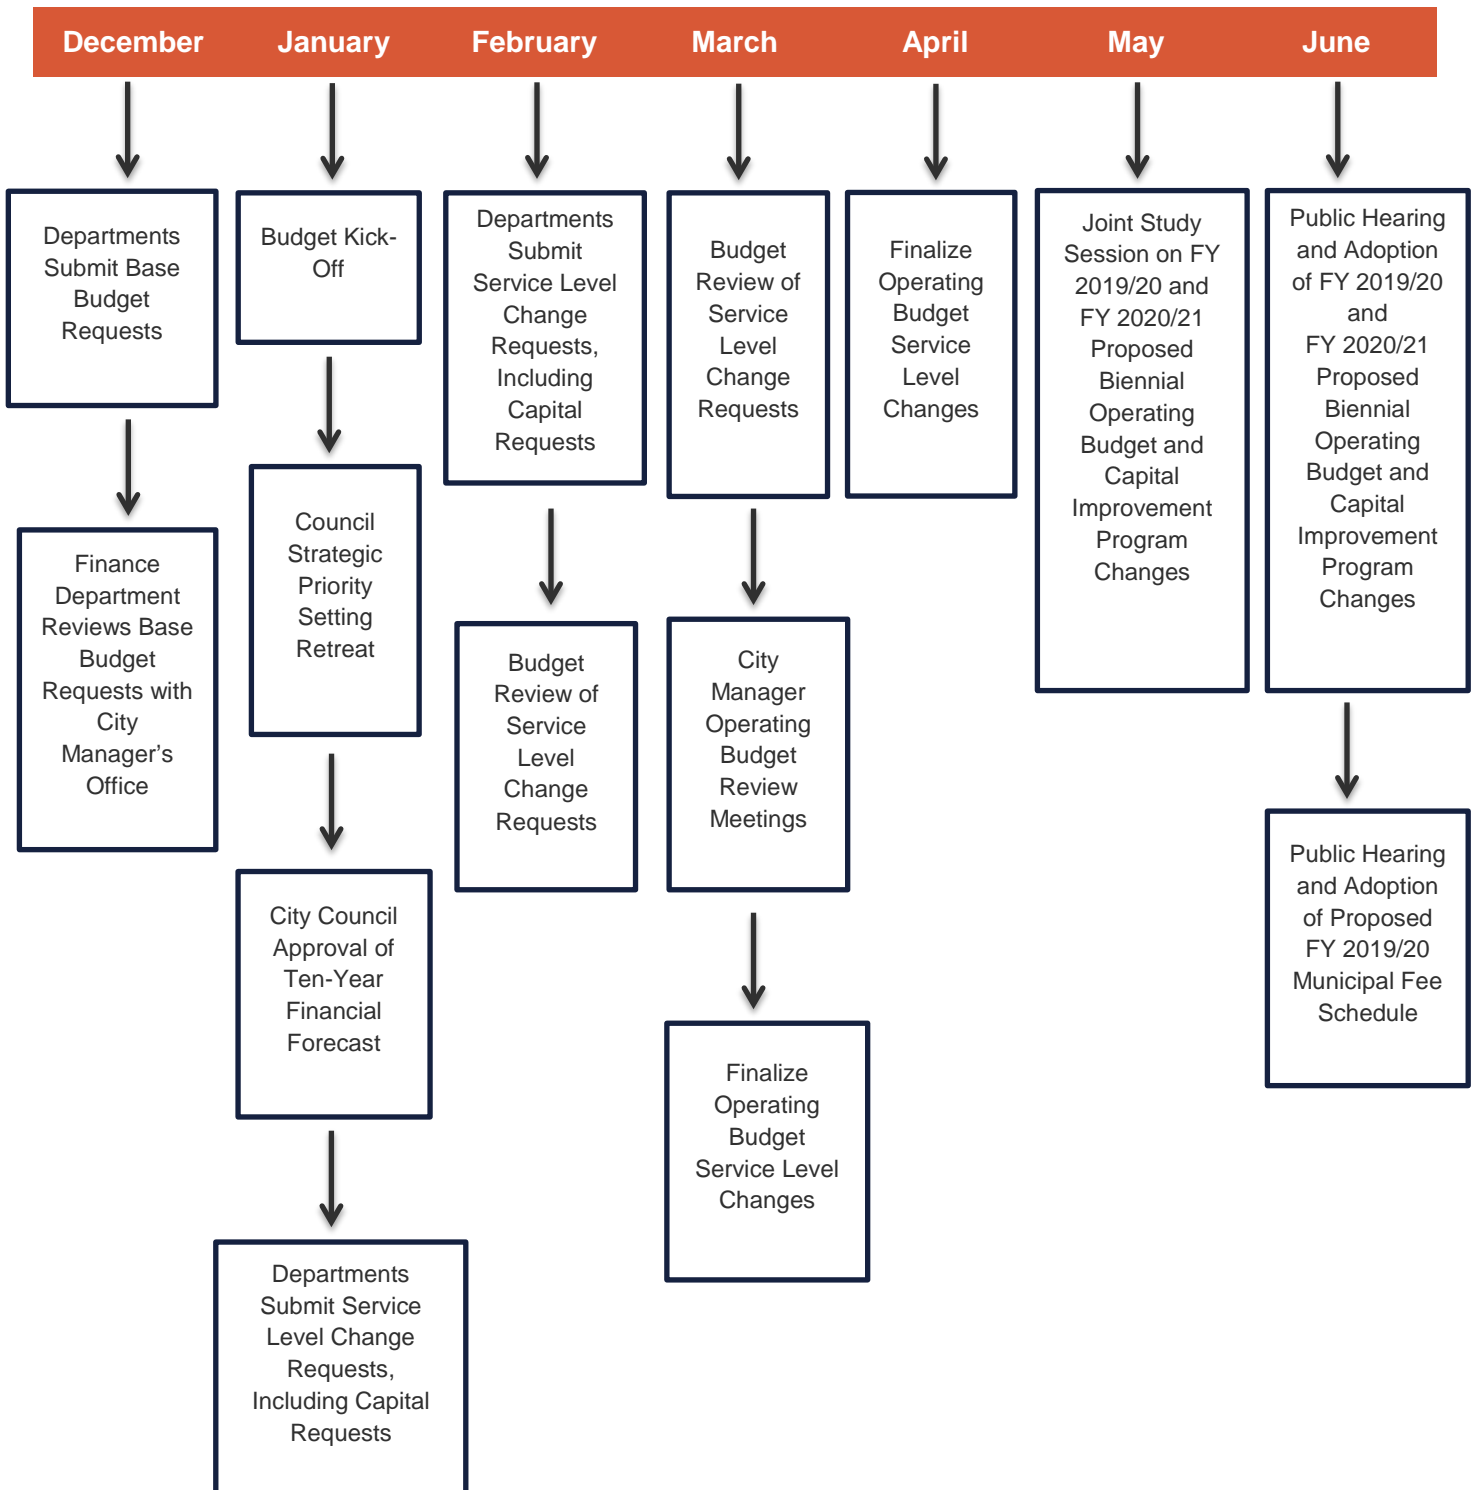 December January February March April May June
Departments
Submit Base
Budget
Requests
Finance
Department
Reviews Base
Budget
Requests with
City
Manager’s
Office
Budget Kick-
Off
Council
Strategic
Priority
Setting
Retreat
City Council
Approval of
Ten-Year
Financial
Forecast
Departments
Submit Service
Level Change
Requests,
Including Capital
Requests
Departments
Submit
Service Level
Change
Requests,
Including
Capital
Requests
Budget
Review of
Service
Level
Change
Requests
Budget
Review of
Service
Level
Change
Requests
City
Manager
Operating
Budget
Review
Meetings
Finalize
Operating
Budget
Service Level
Changes
Finalize
Operating
Budget
Service
Level
Changes
Joint Study
Session on FY
2019/20 and
FY 2020/21
Proposed
Biennial
Operating
Budget and
Capital
Improvement
Program
Changes
Public Hearing
and Adoption
of FY 2019/20
and
FY 2020/21
Proposed
Biennial
Operating
Budget and
Capital
Improvement
Program
Changes
Public Hearing
and Adoption
of Proposed
FY 2019/20
Municipal Fee
Schedule